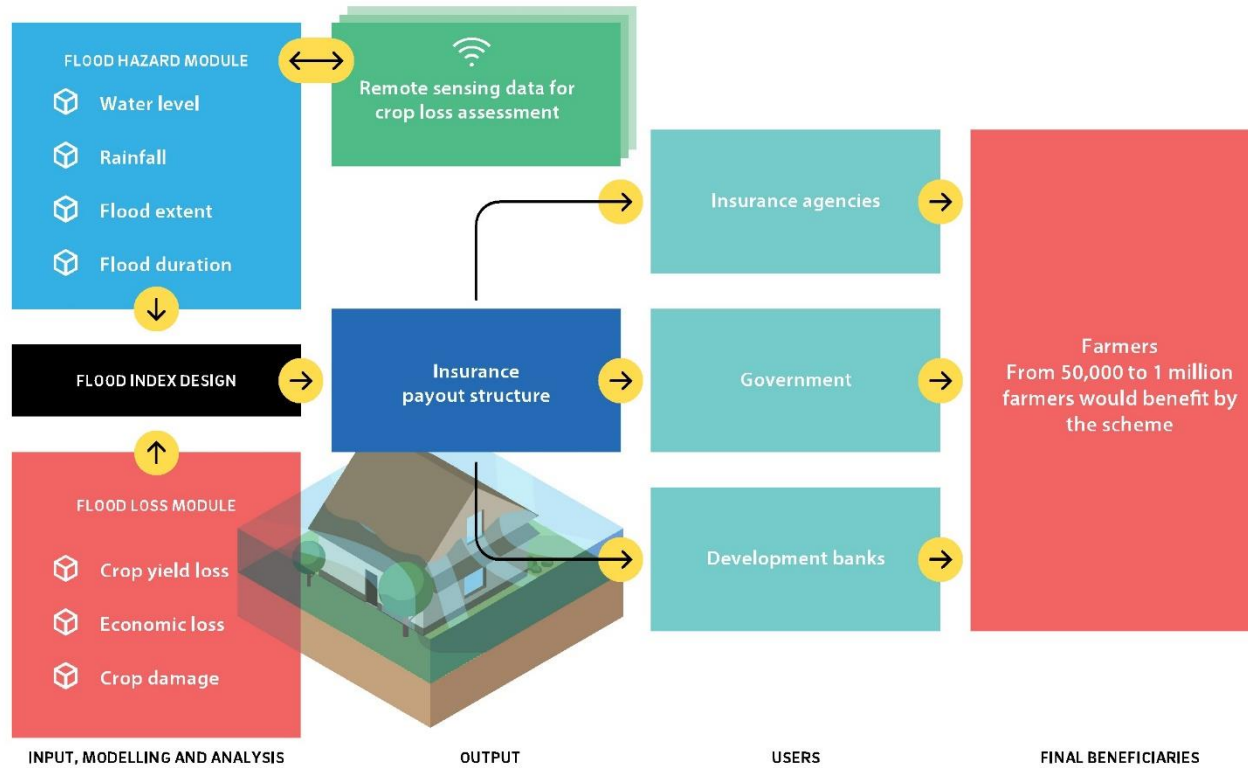 FLOOD HAZARD MODULE
Water level
Rainfall
Flood extent
Flood duration
Remote sensing data for
crop loss assessment
FLOOD INDEX DESIGN
Insurance
payout structure
FLOOD LOSS MODULE
Crop yield loss
Economic loss
Crop damage
Insurance agencies
Government
Development banks
Farmers
From 50,000 to 1 million
farmers would benefit by
the scheme
INPUT, MODELLING AND ANALYSIS
OUTPUT
USERS
FINAL BENEFICIARIES